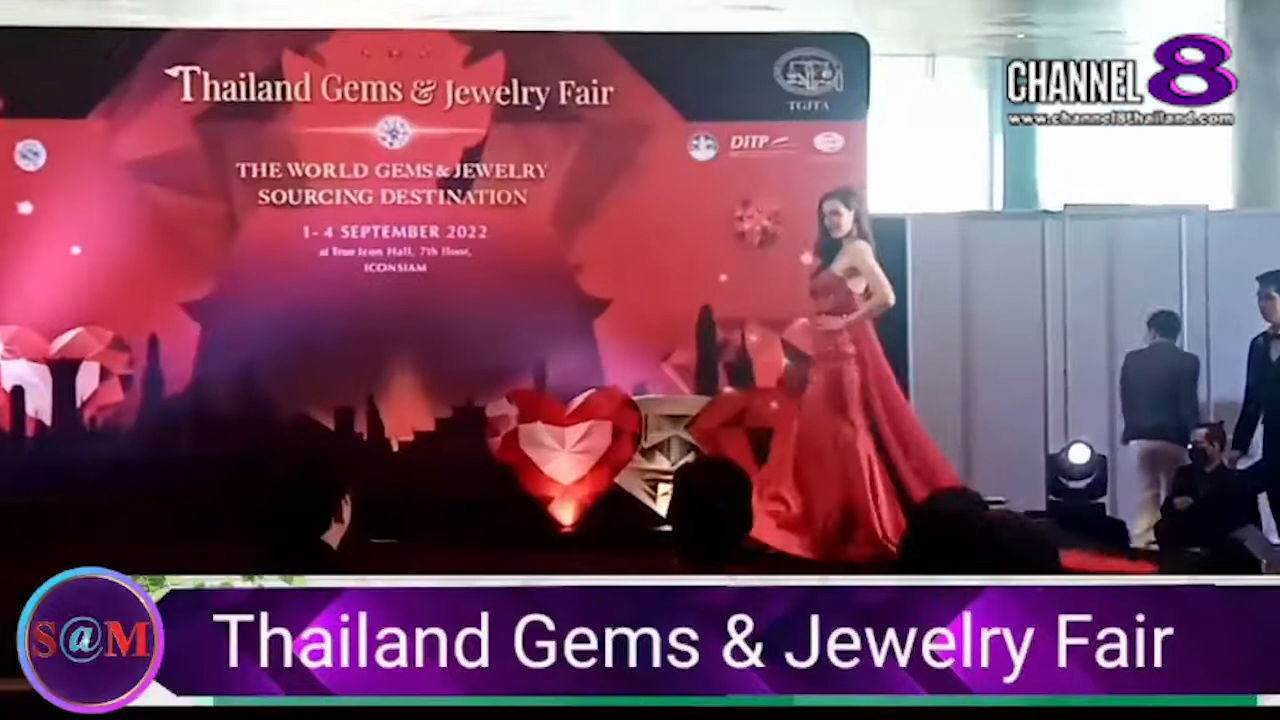 Thailand Gems & Jewelry Fair
TGJTA
CHANNEL 8
www.channel8thailand.com
DITP
THE WORLD GEMS & JEWELRY
SOURCING DESTINATION
1-4 SEPTEMBER 2022
at True Icon Hall, 7th floor,
ICONSIAM
S@M
Thailand Gems & Jewelry Fair